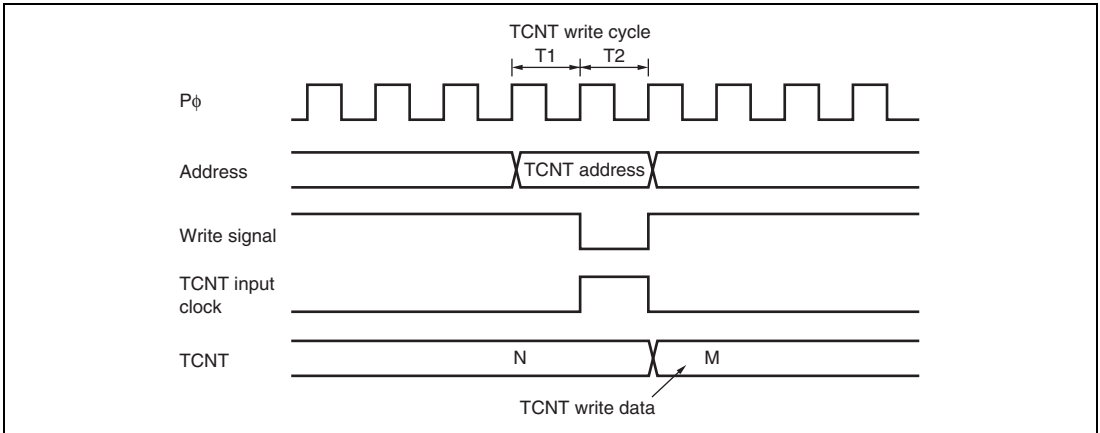 TCNT write cycle
T1 T2
Pϕ
Address
TCNT address
Write signal
TCNT input
clock
TCNT
N
M
TCNT write data